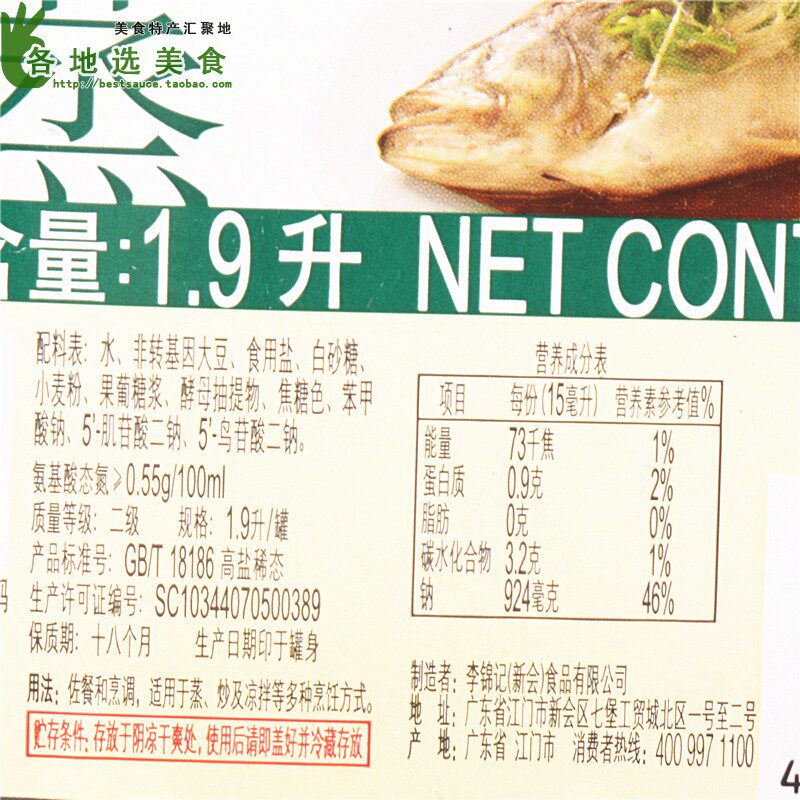 美食特产汇聚地
各地选美食
http://bestsauce.taobao.com/
蒸
含量:1.9升 NET CONT
配料表: 水、非转基因大豆、食用盐、白砂糖、
小麦粉、果葡糖浆、酵母抽提物、焦糖色、苯甲
酸钠、5'-肌苷酸二钠、5'-鸟苷酸二钠。
氨基酸态氮≥0.55g/100ml
质量等级: 二级 规格: 1.9升/罐
产品标准号: GB/T 18186 高盐稀态
码 生产许可证编号: SC10344070500389
保质期: 十八个月 生产日期印于罐身
用法: 佐餐和烹调, 适用于蒸、炒及凉拌等多种烹饪方式。
贮存条件: 存放于阴凉干爽处, 使用后请即盖好并冷藏存放
营养成分表
项目 每份(15毫升) 营养素参考值%
能量 73千焦 1%
蛋白质 0.9克 2%
脂肪 0克 0%
碳水化合物 3.2克 1%
钠 924毫克 46%
制造者: 李锦记(新会)食品有限公司
地 址: 广东省江门市新会区七堡工贸城北区一号至二号
产 地: 广东省 江门市 消费者热线: 400 997 1100
4